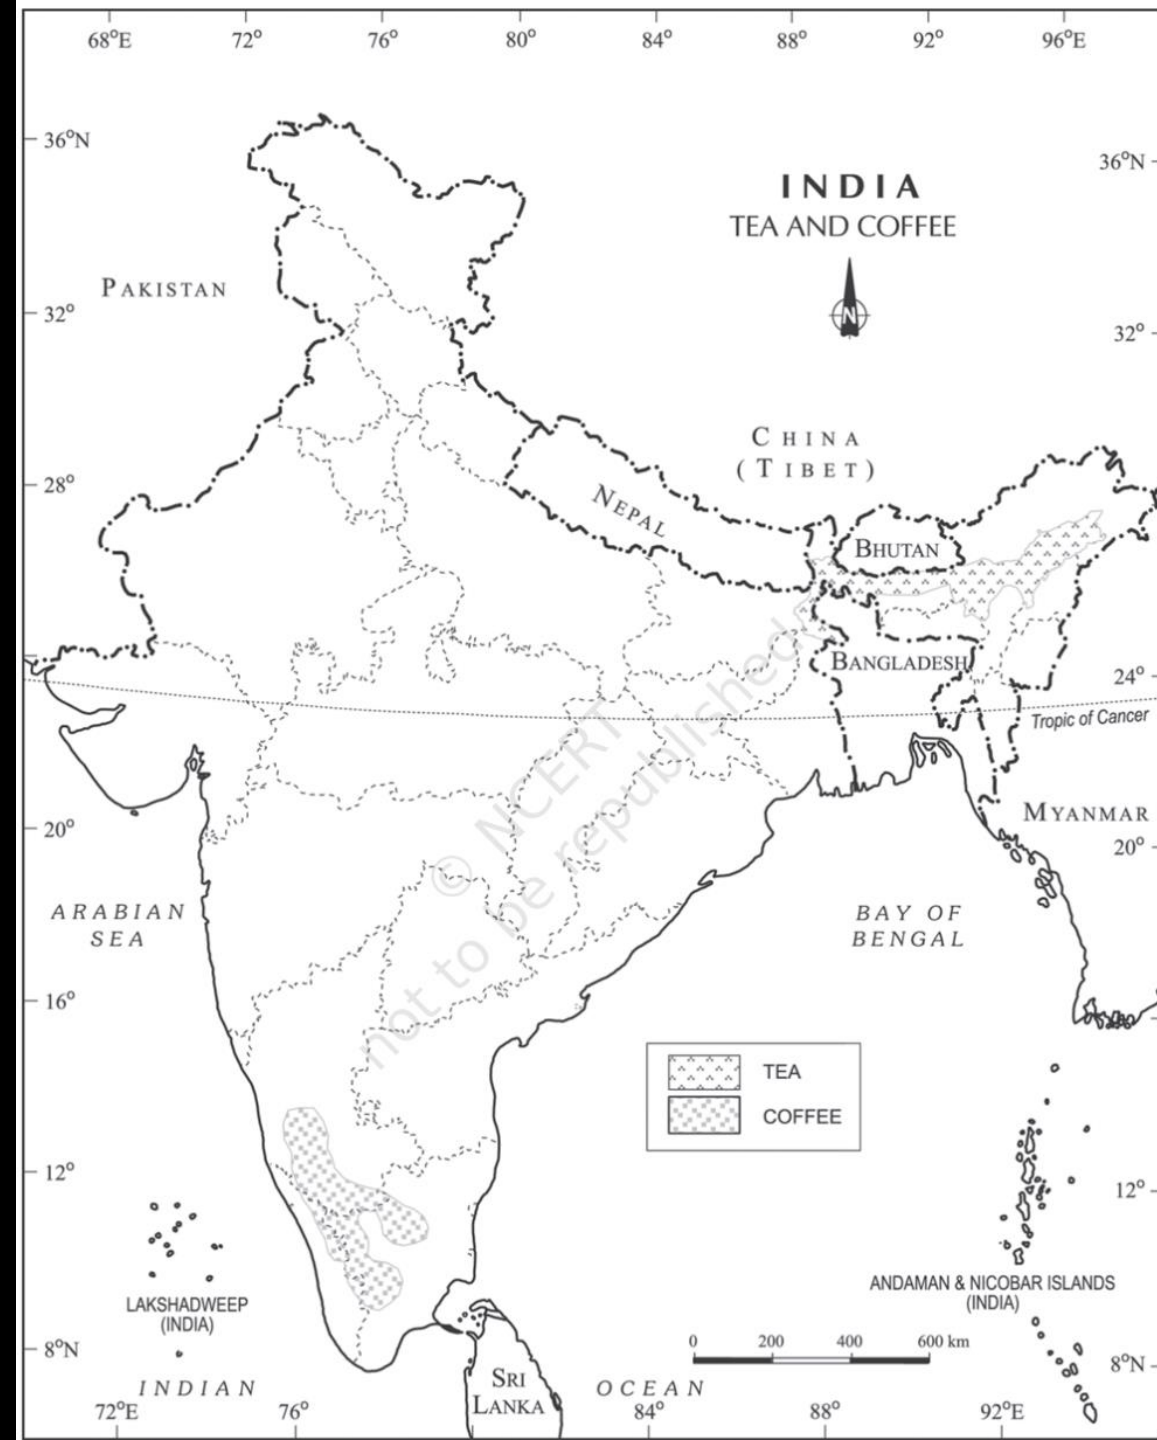 68°E 72° 76° 80° 84° 88° 92° 96°E
36°N
36°N
INDIA
TEA AND COFFEE
N
PAKISTAN
32°
32°
CHINA
(TIBET)
28°
NEPAL
BHUTAN
BANGLADESH
24°
Tropic of Cancer
© NCERT
not to be republished
20°
MYANMAR
20°
ARABIAN
SEA
BAY OF
BENGAL
16°
TEA
COFFEE
12°
12°
LAKSHADWEEP
(INDIA)
ANDAMAN & NICOBAR ISLANDS
(INDIA)
0 200 400 600 km
8°N
8°N
SRI
LANKA
INDIAN OCEAN
72°E 76° 84° 88° 92°E